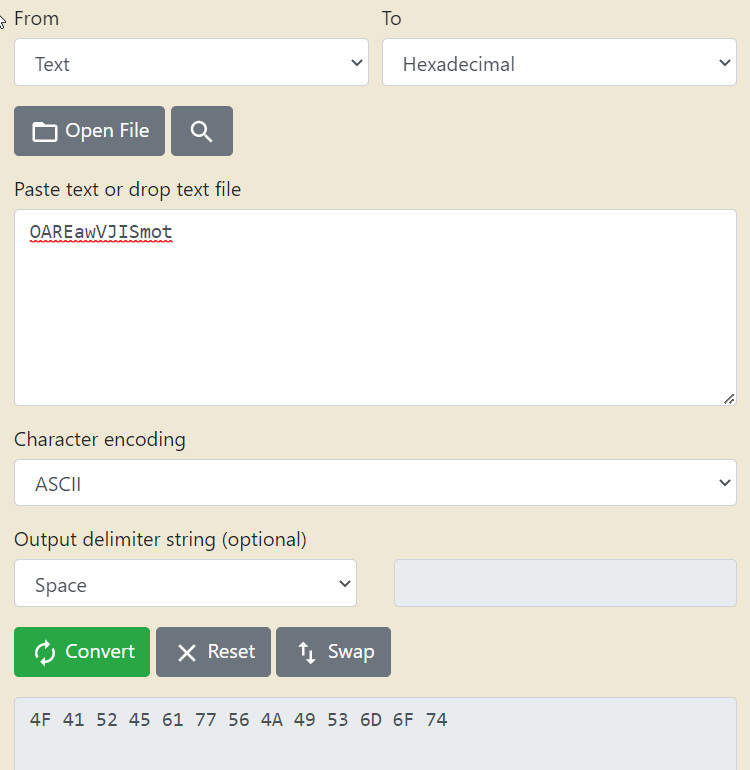 From To
Text Hexadecimal
Open File
Paste text or drop text file
OAREawVJISmot
Character encoding
ASCII
Output delimiter string (optional)
Space
Convert Reset Swap
4F 41 52 45 61 77 56 4A 49 53 6D 6F 74